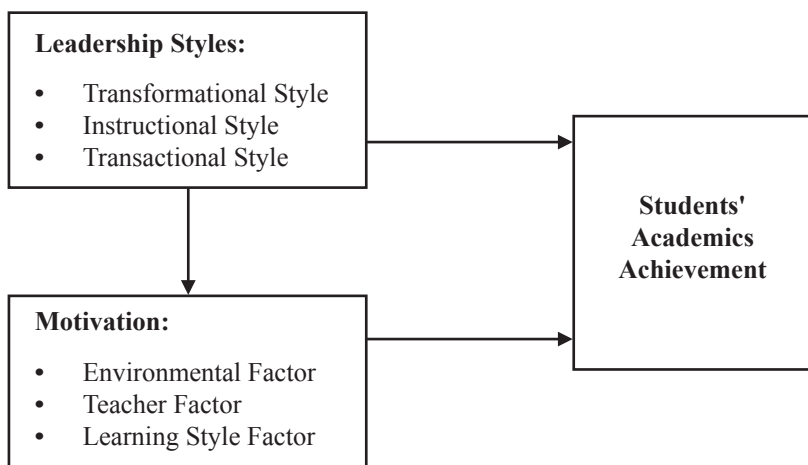 Leadership Styles:
• Transformational Style
• Instructional Style
• Transactional Style
Students'
Academics
Achievement
Motivation:
• Environmental Factor
• Teacher Factor
• Learning Style Factor